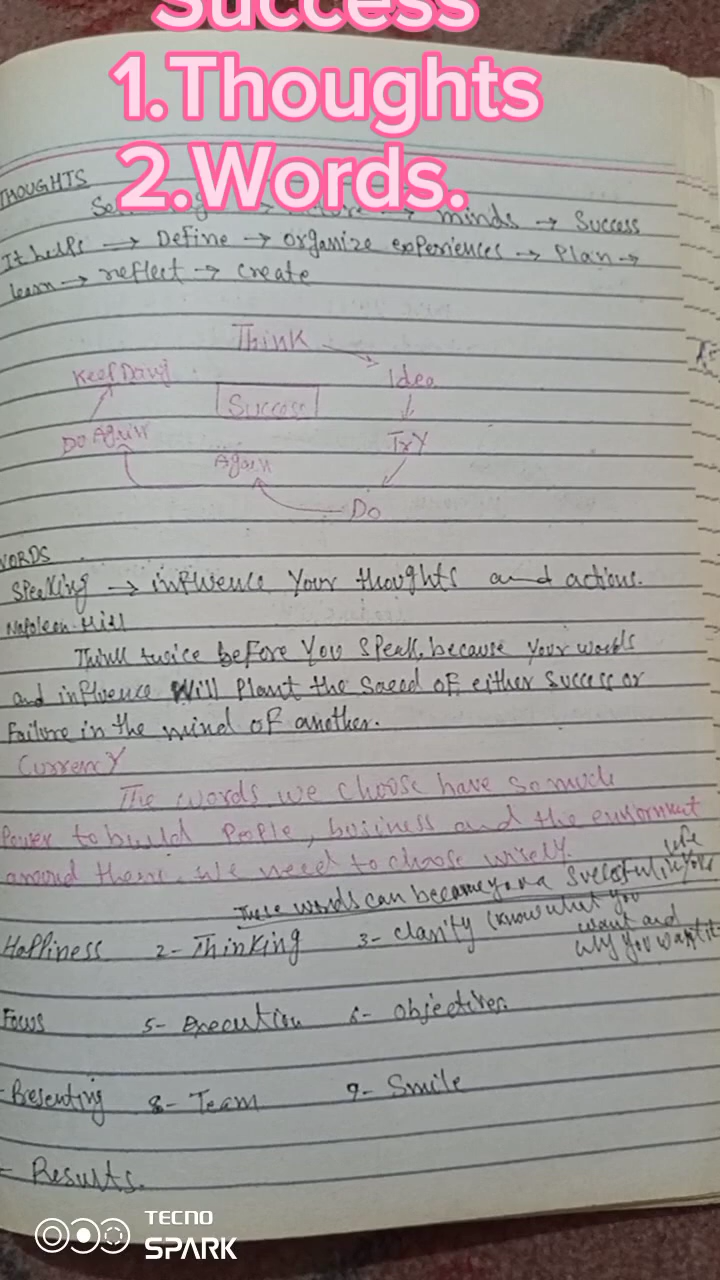 Success
1.Thoughts
2.Words.
THOUGHTS
minds → Success
It helps → Define → organize experiences → Plan →
learn → reflect → create
Think
Keep Doing
Idea
Success
Do Again
Try
Again
Do
WORDS
Speaking → influence Your thoughts and actions.
Napoleon Hill
Think twice before You Speak, because Your words
and influence Will Plant the Saeed of either Success or
Failure in the mind of another.
Currency
The words we choose have so much
Power to build People, business and the environment
around them. we need to choose wisely.
These words can became you a Successful in Your life
Happiness 2- Thinking 3- clarity (know what you
want and
why you want it
Focus 5- Execution 6- Objectives.
Presenting 8- Team 9- Smile
- Results.
TECNO
SPARK